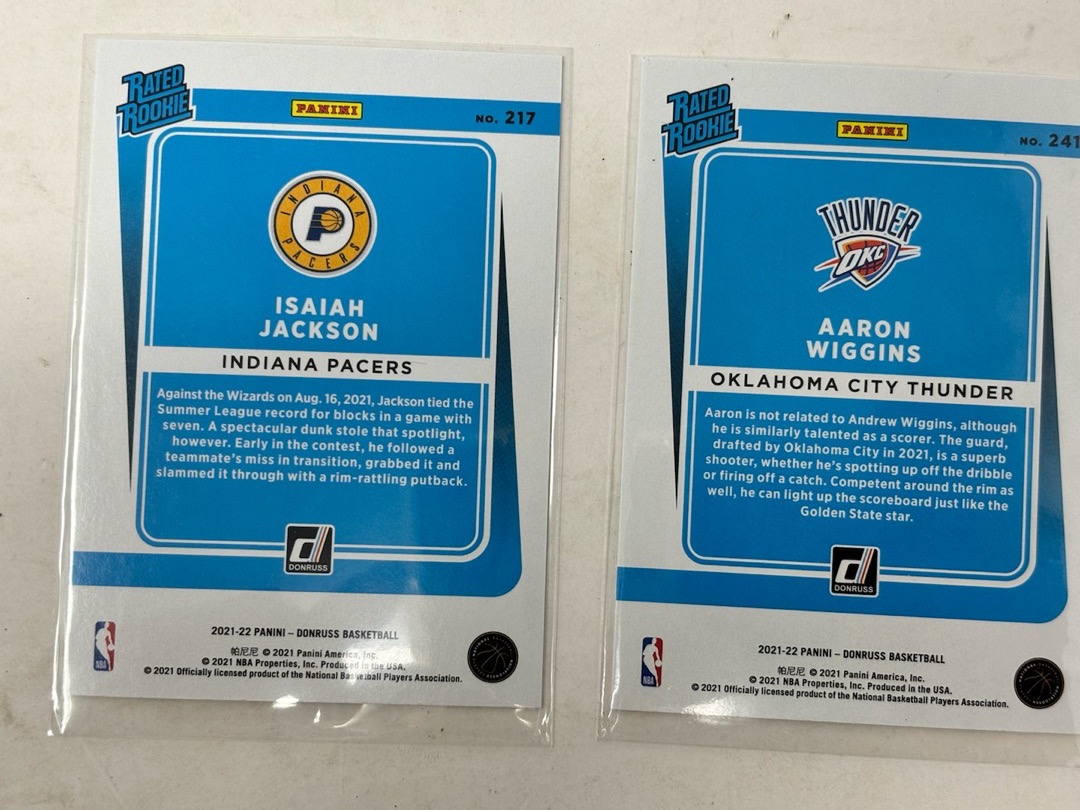 RATED
ROOKIE
PANINI
NO. 217
INDIANA
PACERS
ISAIAH
JACKSON
INDIANA PACERS
Against the Wizards on Aug. 16, 2021, Jackson tied the
Summer League record for blocks in a game with
seven. A spectacular dunk stole that spotlight,
however. Early in the contest, he followed a
teammate's miss in transition, grabbed it and
slammed it through with a rim-rattling putback.
DONRUSS
2021-22 PANINI – DONRUSS BASKETBALL
帕尼尼 © 2021 Panini America, Inc.
© 2021 NBA Properties, Inc. Produced in the USA.
© 2021 Officially licensed product of the National Basketball Players Association.
NBA
RATED
ROOKIE
PANINI
NO. 241
THUNDER
OKC
AARON
WIGGINS
OKLAHOMA CITY THUNDER
Aaron is not related to Andrew Wiggins, although
he is similarly talented as a scorer. The guard,
drafted by Oklahoma City in 2021, is a superb
shooter, whether he's spotting up off the dribble
or firing off a catch. Competent around the rim as
well, he can light up the scoreboard just like the
Golden State star.
DONRUSS
2021-22 PANINI – DONRUSS BASKETBALL
帕尼尼 © 2021 Panini America, Inc.
© 2021 NBA Properties, Inc. Produced in the USA.
© 2021 Officially licensed product of the National Basketball Players Association.
NBA